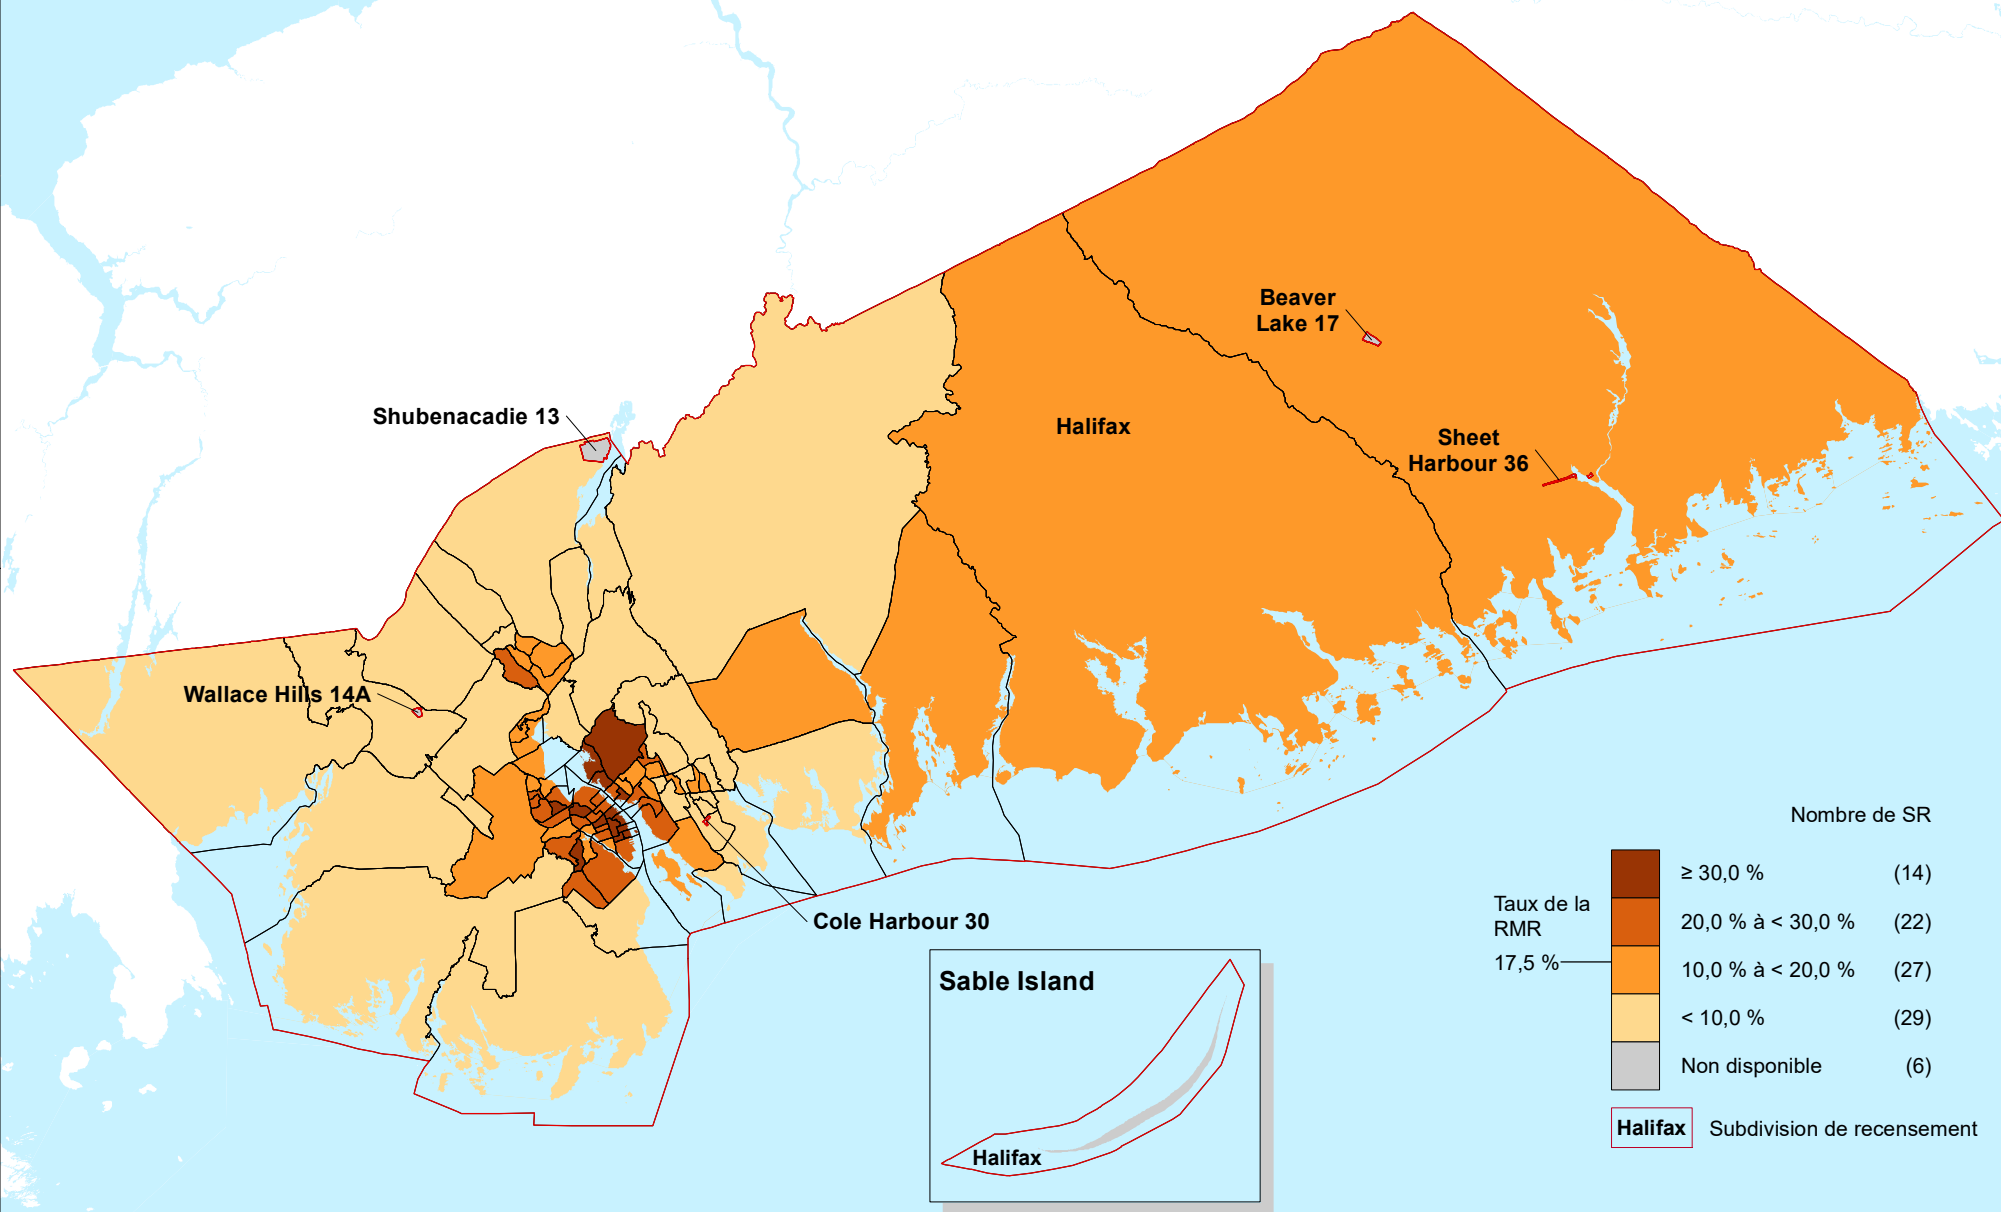 Beaver
Lake 17
Shubenacadie 13
Halifax
Sheet
Harbour 36
Wallace Hills 14A
Cole Harbour 30
Sable Island
Halifax
Nombre de SR
≥ 30,0 % (14)
20,0 % à < 30,0 % (22)
10,0 % à < 20,0 % (27)
< 10,0 % (29)
Non disponible (6)
Taux de la
RMR
17,5 %
Halifax Subdivision de recensement